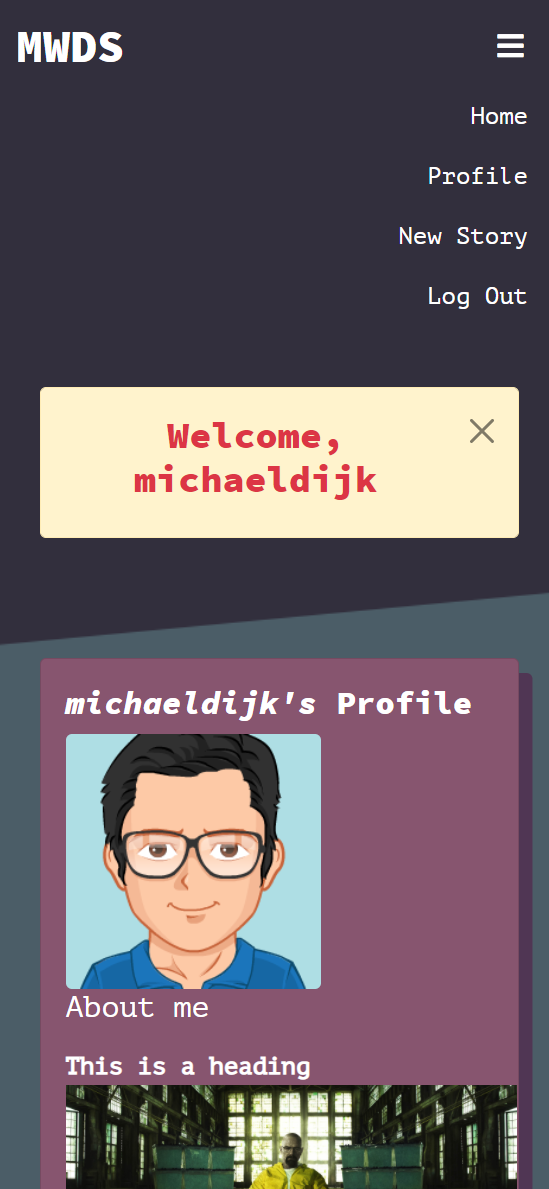 MWDS
Home
Profile
New Story
Log Out
Welcome,
michaeldijk
michaeldijk's Profile
About me
This is a heading